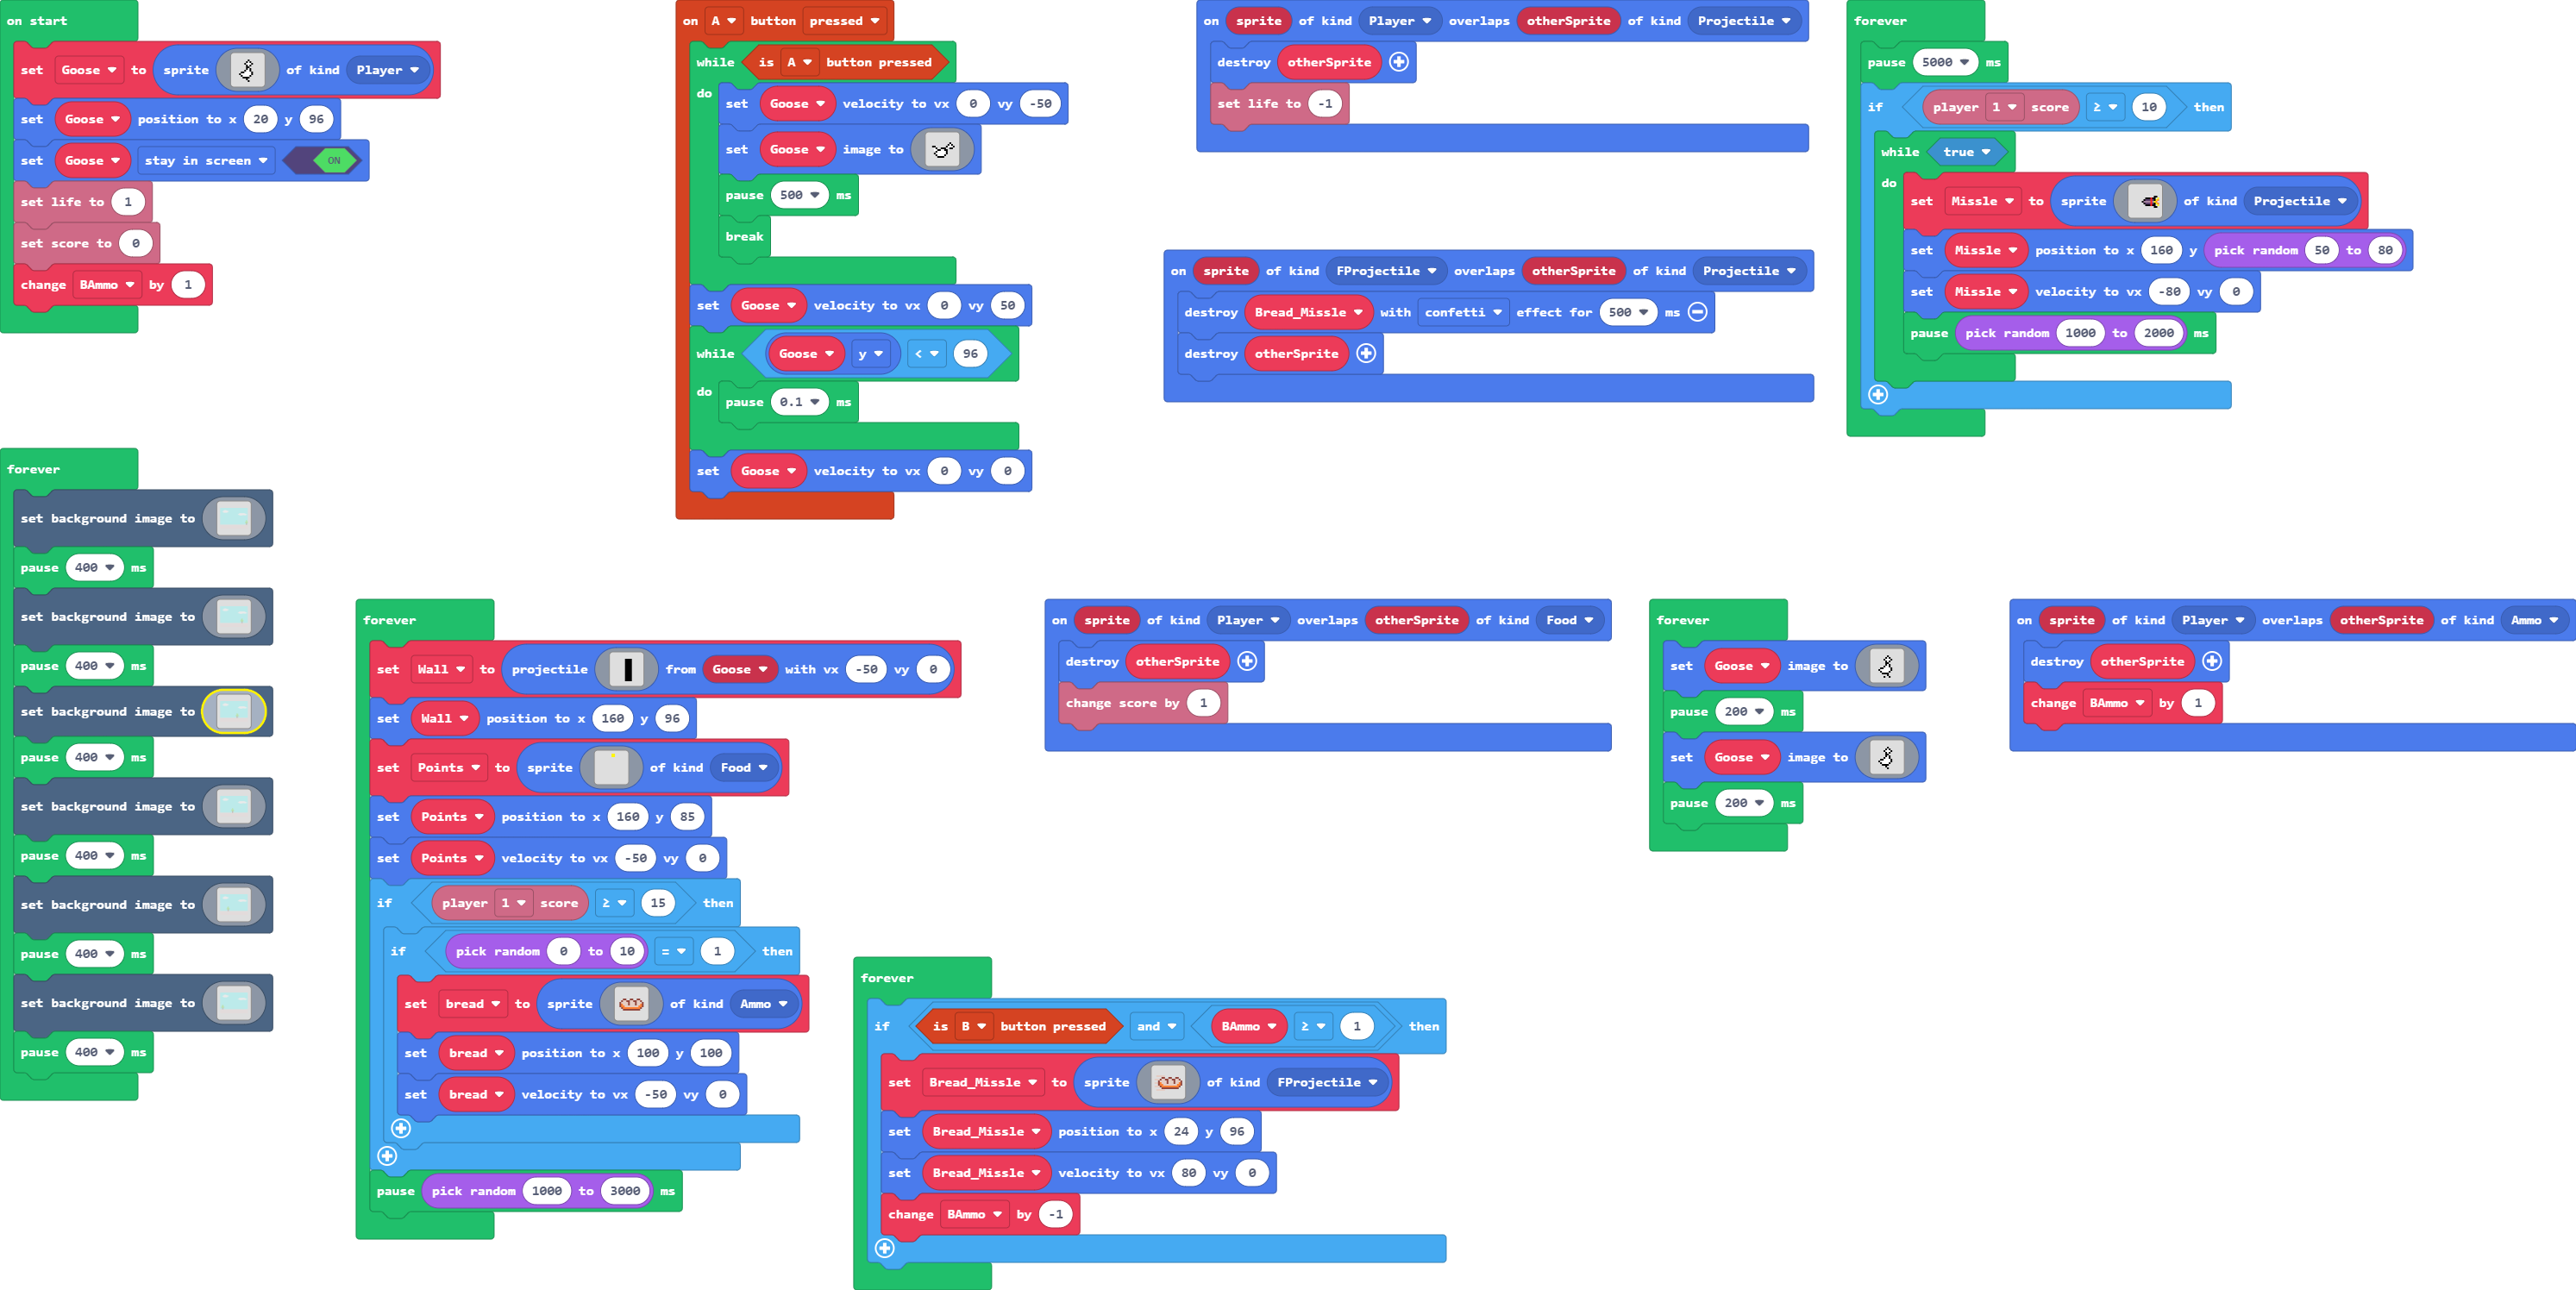 on start
set Goose to sprite of kind Player
set Goose position to x 20 y 96
set Goose stay in screen ON
set life to 1
set score to 0
change BAmmo by 1
on A button pressed
while is A button pressed
do
set Goose velocity to vx 0 vy -50
set Goose image to
pause 500 ms
break
set Goose velocity to vx 0 vy 50
while Goose y < 96
do
pause 0.1 ms
set Goose velocity to vx 0 vy 0
on sprite of kind Player overlaps otherSprite of kind Projectile
destroy otherSprite
set life to -1
on sprite of kind FProjectile overlaps otherSprite of kind Projectile
destroy Bread_Missle with confetti effect for 500 ms
destroy otherSprite
forever
pause 5000 ms
if player 1 score ≥ 10 then
while true
do
set Missle to sprite of kind Projectile
set Missle position to x 160 y pick random 50 to 80
set Missle velocity to vx -80 vy 0
pause pick random 1000 to 2000 ms
forever
set background image to
pause 400 ms
set background image to
pause 400 ms
set background image to
pause 400 ms
set background image to
pause 400 ms
set background image to
pause 400 ms
set background image to
pause 400 ms
forever
set Wall to projectile from Goose with vx -50 vy 0
set Wall position to x 160 y 96
set Points to sprite of kind Food
set Points position to x 160 y 85
set Points velocity to vx -50 vy 0
if player 1 score ≥ 15 then
if pick random 0 to 10 = 1 then
set bread to sprite of kind Ammo
set bread position to x 100 y 100
set bread velocity to vx -50 vy 0
pause pick random 1000 to 3000 ms
on sprite of kind Player overlaps otherSprite of kind Food
destroy otherSprite
change score by 1
forever
set Goose image to
pause 200 ms
set Goose image to
pause 200 ms
on sprite of kind Player overlaps otherSprite of kind Ammo
destroy otherSprite
change BAmmo by 1
forever
if is B button pressed and BAmmo ≥ 1 then
set Bread_Missle to sprite of kind FProjectile
set Bread_Missle position to x 24 y 96
set Bread_Missle velocity to vx 80 vy 0
change BAmmo by -1